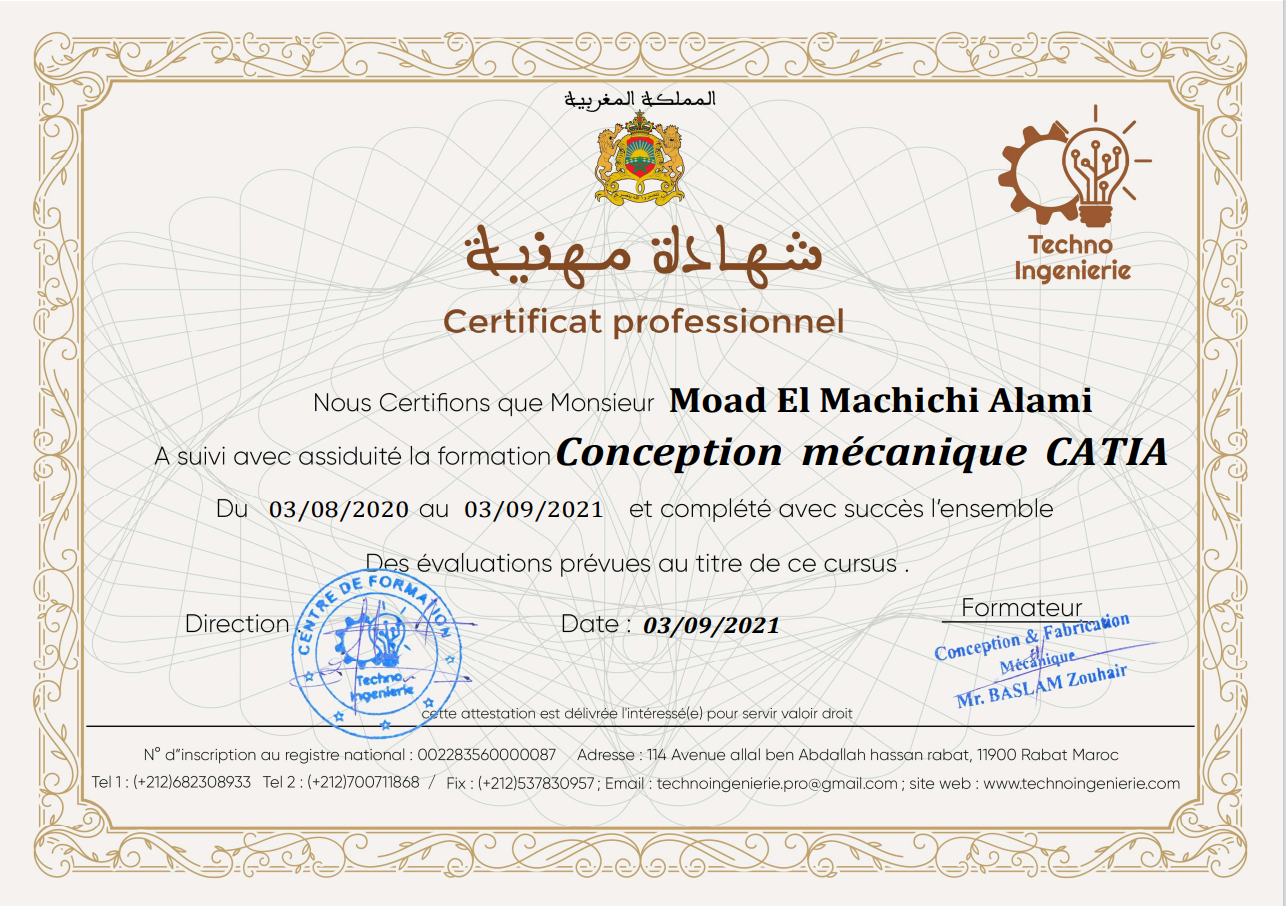 المملكة المغربية
Techno
Ingenierie
شهادة مهنية
Certificat professionnel
Nous Certifions que Monsieur Moad El Machichi Alami
A suivi avec assiduité la formation Conception mécanique CATIA
Du 03/08/2020 au 03/09/2021 et complété avec succès l'ensemble
Des évaluations prévues au titre de ce cursus .
Direction Date : 03/09/2021 Formateur
CENTRE DE FORMATION
Techno
Ingenierie
Conception & Fabrication
Mécanique
Mr. BASLAM Zouhair
cette attestation est délivrée l'intéressé(e) pour servir valoir droit
N° d"inscription au registre national : 002283560000087 Adresse : 114 Avenue allal ben Abdallah hassan rabat, 11900 Rabat Maroc
Tel 1 : (+212)682308933 Tel 2 : (+212)700711868 / Fix : (+212)537830957 ; Email : technoingenierie.pro@gmail.com ; site web : www.technoingenierie.com